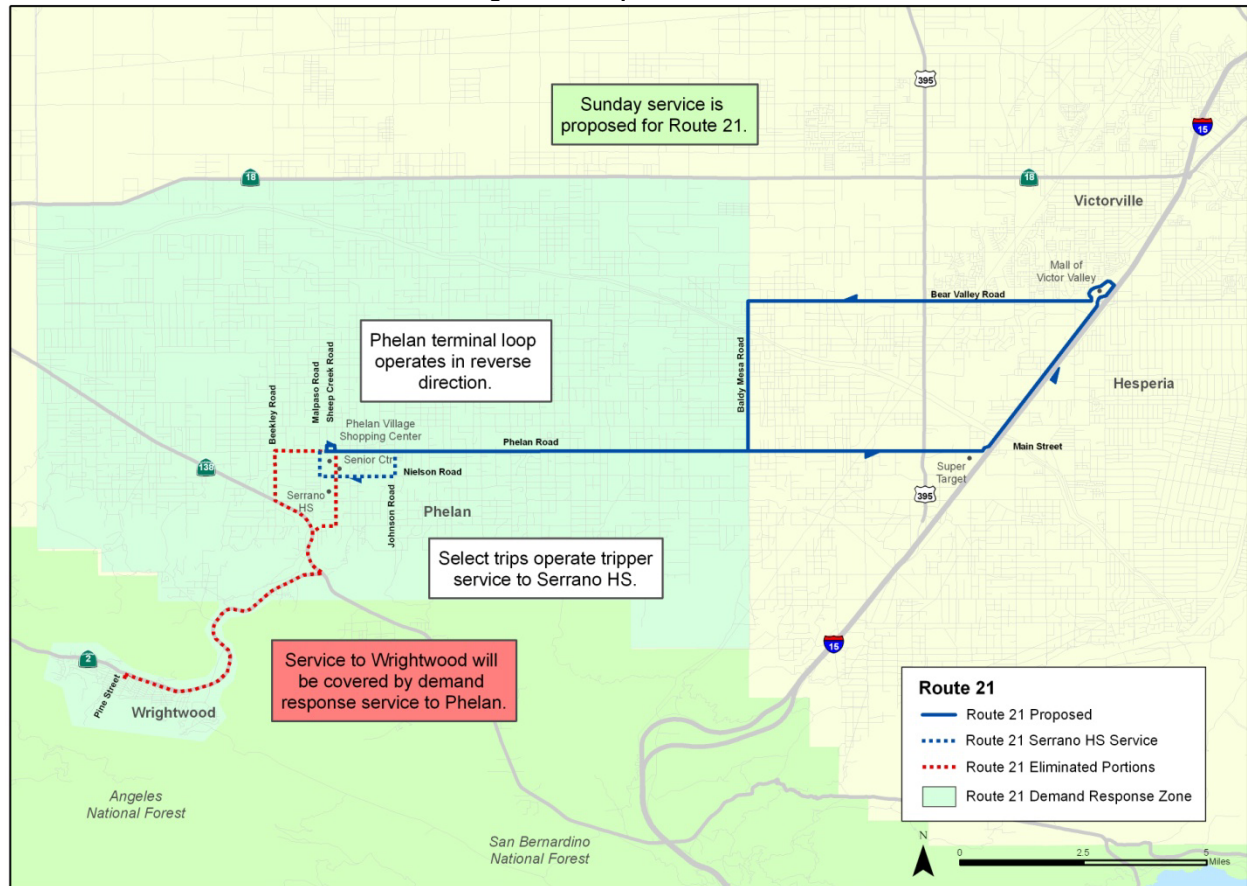 395
Sunday service is
proposed for Route 21.
15
18
18
Victorville
Mall of
Victor Valley
Bear Valley Road
Phelan terminal loop
operates in reverse
direction.
Baldy Mesa Road
Hesperia
Beekley Road
Malpaso Road
Sheep Creek Road
Phelan Village
Shopping Center
Phelan Road
Main Street
138
Senior Ctr
Nielson Road
Super
Target
395
Serrano
HS
Phelan
Johnson Road
Select trips operate tripper
service to Serrano HS.
15
Service to Wrightwood will
be covered by demand
response service to Phelan.
2
Pine Street
Wrightwood
Route 21
Route 21 Proposed
Route 21 Serrano HS Service
Route 21 Eliminated Portions
Route 21 Demand Response Zone
Angeles
National Forest
San Bernardino
National Forest
N
0 2.5 5
Miles